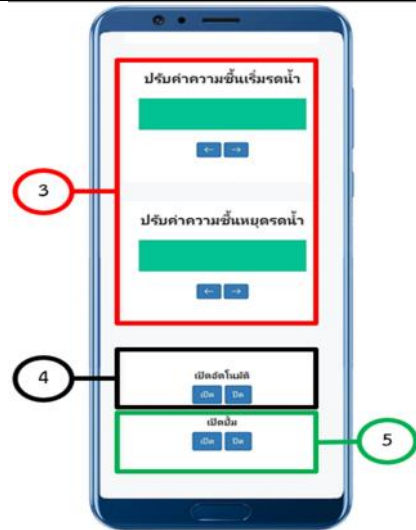 ปรับค่าความชื้นเริ่มรดน้ำ
← →
3
ปรับค่าความชื้นหยุดรดน้ำ
← →
เปิดอัตโนมัติ
4
เปิด ปิด
เปิดปั๊ม
เปิด ปิด
5